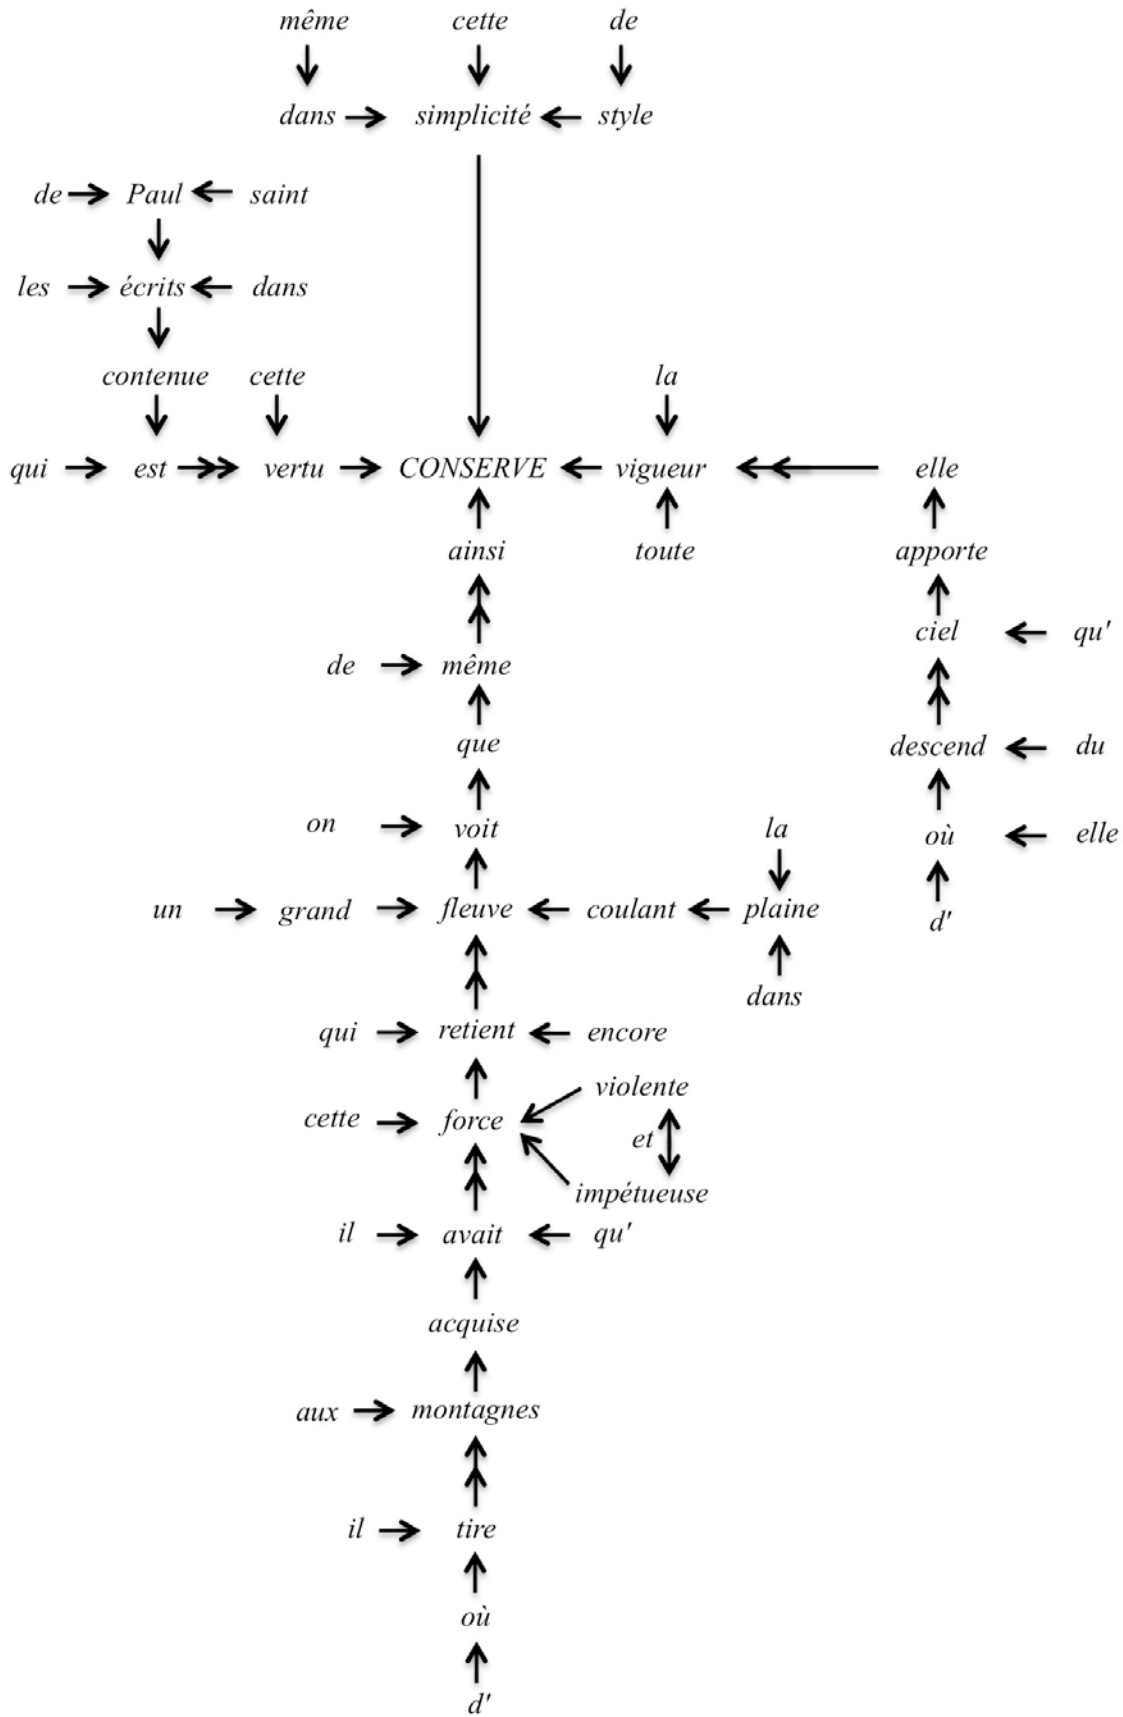 même cette de
dans simplicité style
de Paul saint
les écrits dans
contenue cette la
qui est vertu CONSERVE vigueur elle
ainsi toute apporte
ciel qu'
de même
que descend du
on voit la où elle
un grand fleuve coulant plaine d'
dans
qui retient encore
violente
cette force
et
impétueuse
il avait qu'
acquise
aux montagnes
il tire
où
d'